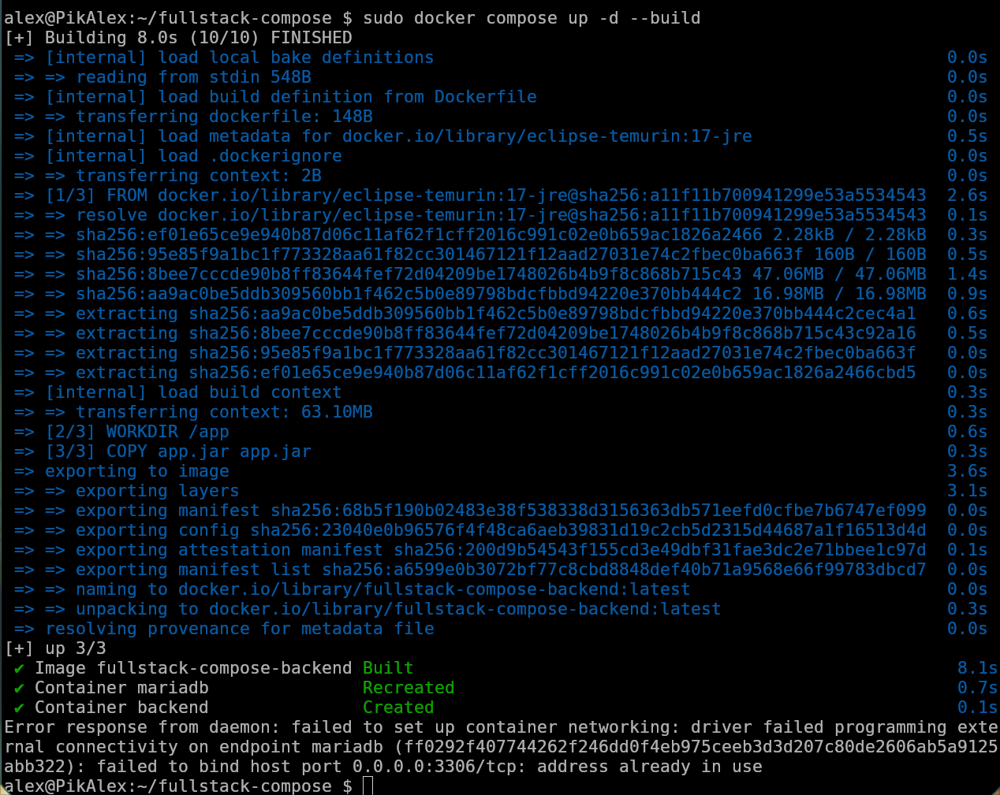 alex@PikAlex:~/fullstack-compose $ sudo docker compose up -d --build
[+] Building 8.0s (10/10) FINISHED
=> [internal] load local bake definitions 0.0s
=> => reading from stdin 548B 0.0s
=> [internal] load build definition from Dockerfile 0.0s
=> => transferring dockerfile: 148B 0.0s
=> [internal] load metadata for docker.io/library/eclipse-temurin:17-jre 0.5s
=> [internal] load .dockerignore 0.0s
=> => transferring context: 2B 0.0s
=> [1/3] FROM docker.io/library/eclipse-temurin:17-jre@sha256:a11f11b700941299e53a5534543 2.6s
=> => resolve docker.io/library/eclipse-temurin:17-jre@sha256:a11f11b700941299e53a5534543 0.1s
=> => sha256:ef01e65ce9e940b87d06c11af62f1cff2016c991c02e0b659ac1826a2466 2.28kB / 2.28kB 0.3s
=> => sha256:95e85f9a1bc1f773328aa61f82cc301467121f12aad27031e74c2fbec0ba663f 160B / 160B 0.5s
=> => sha256:8bee7cccde90b8ff83644fef72d04209be1748026b4b9f8c868b715c43 47.06MB / 47.06MB 1.4s
=> => sha256:aa9ac0be5ddb309560bb1f462c5b0e89798bdcfbbd94220e370bb444c2 16.98MB / 16.98MB 0.9s
=> => extracting sha256:aa9ac0be5ddb309560bb1f462c5b0e89798bdcfbbd94220e370bb444c2cec4a1 0.6s
=> => extracting sha256:8bee7cccde90b8ff83644fef72d04209be1748026b4b9f8c868b715c43c92a16 0.5s
=> => extracting sha256:95e85f9a1bc1f773328aa61f82cc301467121f12aad27031e74c2fbec0ba663f 0.0s
=> => extracting sha256:ef01e65ce9e940b87d06c11af62f1cff2016c991c02e0b659ac1826a2466cbd5 0.0s
=> [internal] load build context 0.3s
=> => transferring context: 63.10MB 0.3s
=> [2/3] WORKDIR /app 0.6s
=> [3/3] COPY app.jar app.jar 0.3s
=> exporting to image 3.6s
=> => exporting layers 3.1s
=> => exporting manifest sha256:68b5f190b02483e38f538338d3156363db571eefd0cfbe7b6747ef099 0.0s
=> => exporting config sha256:23040e0b96576f4f48ca6aeb39831d19c2cb5d2315d44687a1f16513d4d 0.0s
=> => exporting attestation manifest sha256:200d9b54543f155cd3e49dbf31fae3dc2e71bbee1c97d 0.1s
=> => exporting manifest list sha256:a6599e0b3072bf77c8cbd8848def40b71a9568e66f99783dbcd7 0.0s
=> => naming to docker.io/library/fullstack-compose-backend:latest 0.0s
=> => unpacking to docker.io/library/fullstack-compose-backend:latest 0.3s
=> resolving provenance for metadata file 0.0s
[+] up 3/3
✔ Image fullstack-compose-backend Built 8.1s
✔ Container mariadb Recreated 0.7s
✔ Container backend Created 0.1s
Error response from daemon: failed to set up container networking: driver failed programming exte
rnal connectivity on endpoint mariadb (ff0292f407744262f246dd0f4eb975ceeb3d3d207c80de2606ab5a9125
abb322): failed to bind host port 0.0.0.0:3306/tcp: address already in use
alex@PikAlex:~/fullstack-compose $